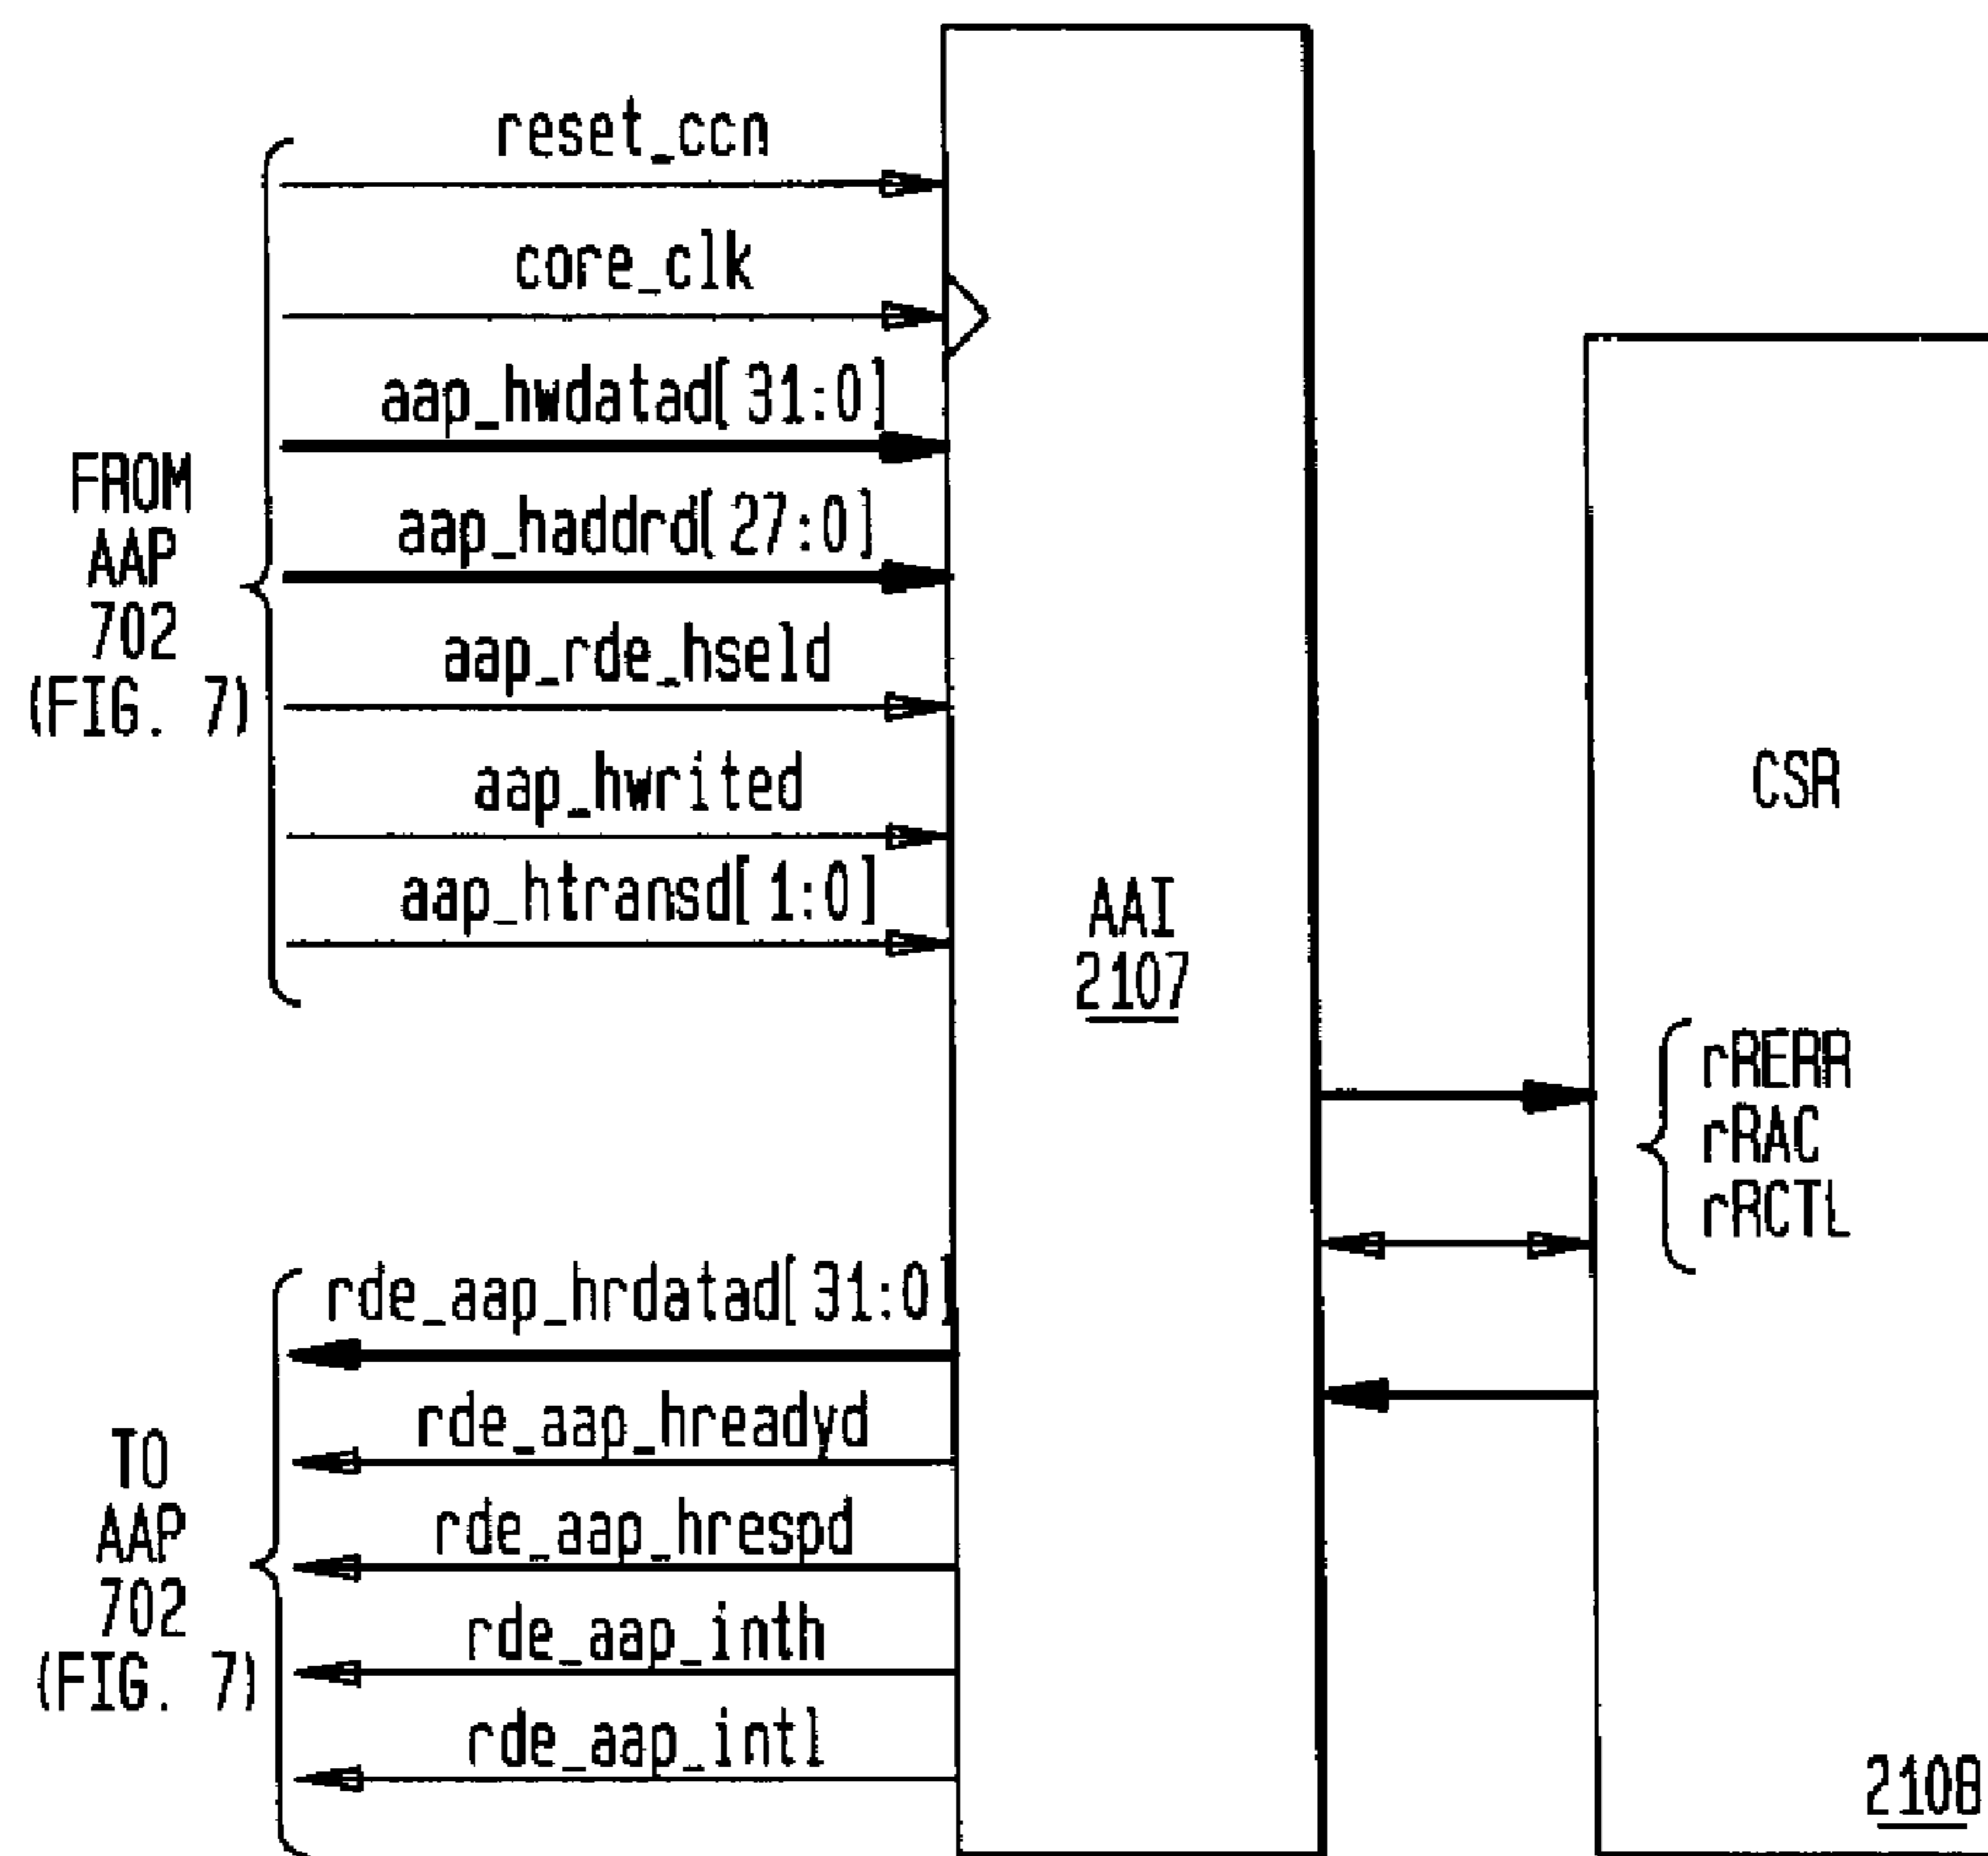 reset_ccn
core_clk
aap_hwdatad[31:0]
aap_haddrd[27:0]
aap_rde_hseld
aap_hwrited
aap_htransd[1:0]
FROM
AAP
702
(FIG. 7)
AAI
2107
CSR
rRERR
rRAC
rRCTL
rde_aap_hrdatad[31:0]
rde_aap_hreadyd
rde_aap_hrespd
rde_aap_inth
rde_aap_intl
TO
AAP
702
(FIG. 7)
2108